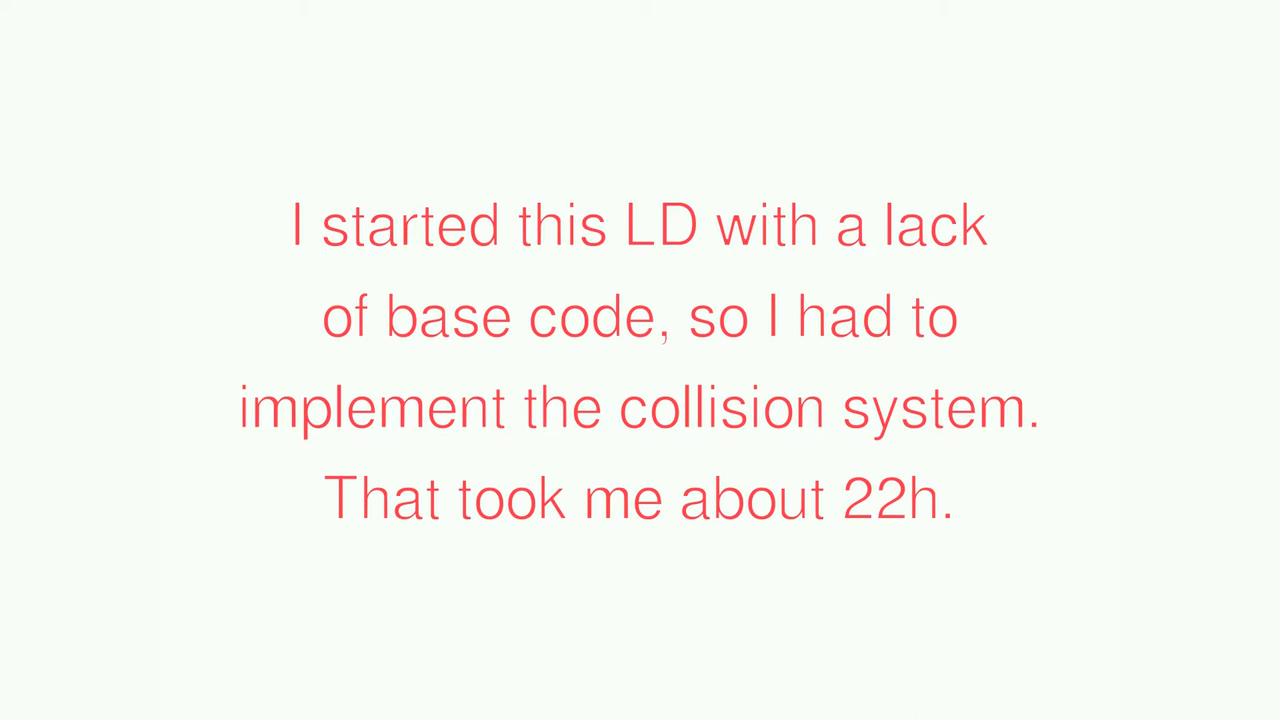 I started this LD with a lack
of base code, so I had to
implement the collision system.
That took me about 22h.